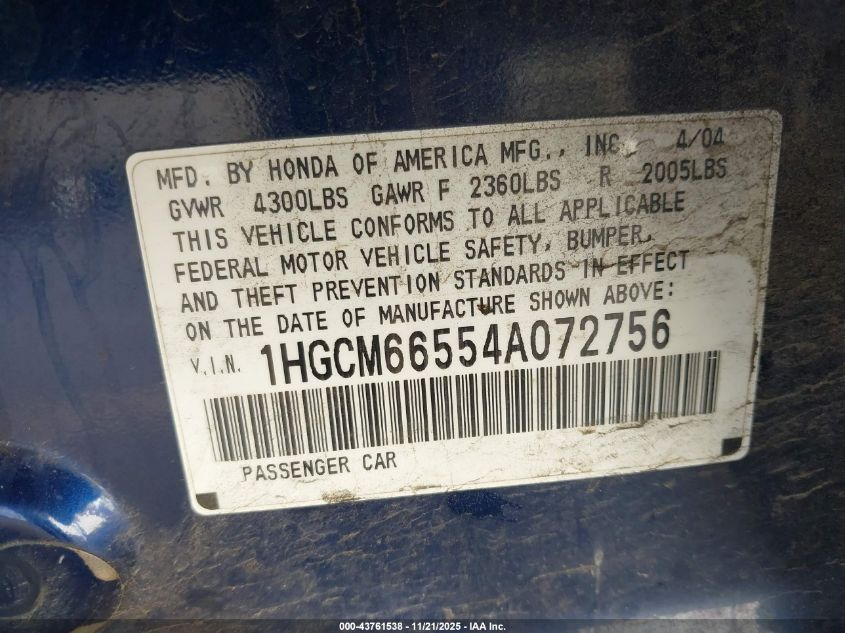 MFD. BY HONDA OF AMERICA MFG., INC. 4/04
GVWR 4300LBS GAWR F 2360LBS R 2005LBS
THIS VEHICLE CONFORMS TO ALL APPLICABLE
FEDERAL MOTOR VEHICLE SAFETY, BUMPER,
AND THEFT PREVENTION STANDARDS IN EFFECT
ON THE DATE OF MANUFACTURE SHOWN ABOVE:
V.I.N. 1HGCM66554A072756
PASSENGER CAR
000-43761538 - 11/21/2025 - IAA Inc.